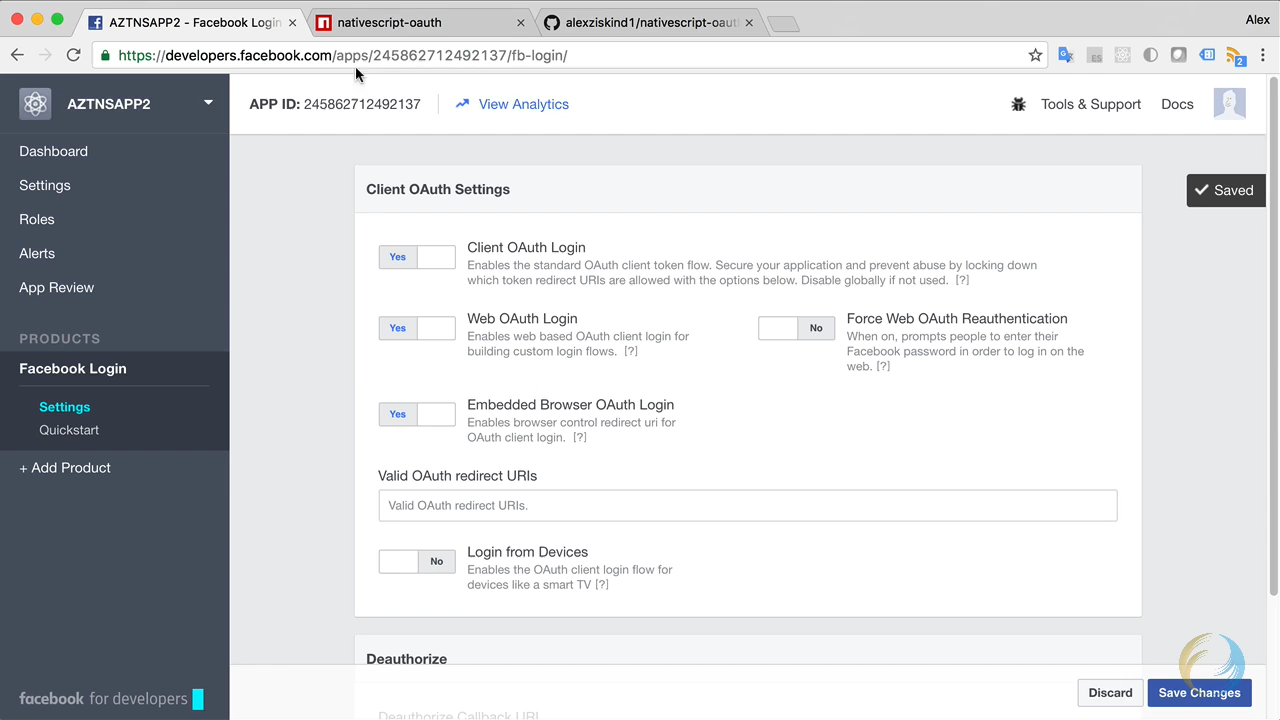 AZTNSAPP2 - Facebook Login
nativescript-oauth
alexziskind1/nativescript-oaut
Alex
https://developers.facebook.com/apps/245862712492137/fb-login/
2
AZTNSAPP2
APP ID: 245862712492137
View Analytics
Tools & Support
Docs
Dashboard
Settings
Roles
Alerts
App Review
PRODUCTS
Facebook Login
Settings
Quickstart
+ Add Product
facebook for developers
Client OAuth Settings
Saved
Yes
Client OAuth Login
Enables the standard OAuth client token flow. Secure your application and prevent abuse by locking down
which token redirect URIs are allowed with the options below. Disable globally if not used. [?]
Yes
Web OAuth Login
Enables web based OAuth client login for
building custom login flows. [?]
No
Force Web OAuth Reauthentication
When on, prompts people to enter their
Facebook password in order to log in on the
web. [?]
Yes
Embedded Browser OAuth Login
Enables browser control redirect uri for
OAuth client login. [?]
Valid OAuth redirect URIs
Valid OAuth redirect URIs.
No
Login from Devices
Enables the OAuth client login flow for
devices like a smart TV [?]
Deauthorize
Deauthorize Callback URL
Discard
Save Changes